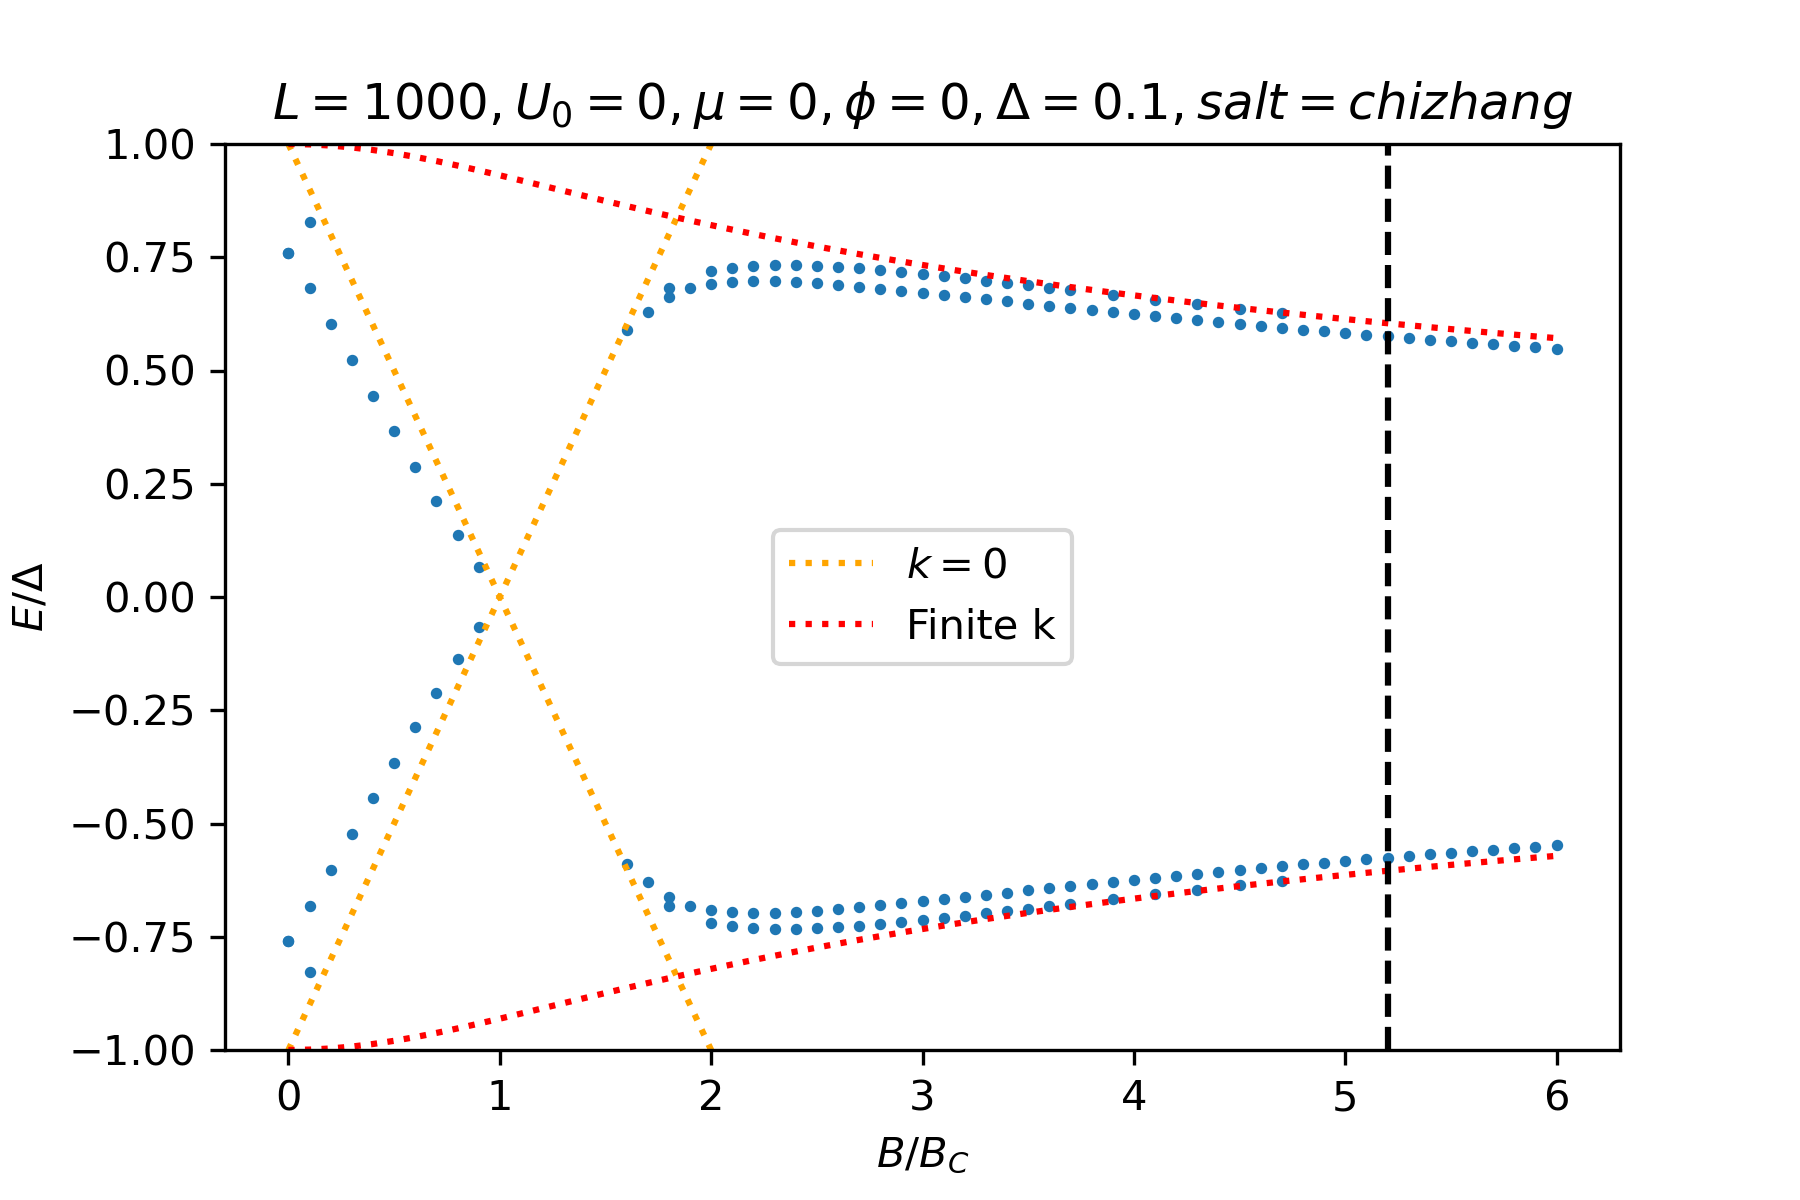 L = 1000, U₀ = 0, μ = 0, ϕ = 0, Δ = 0.1, salt = chizhang
1.00
0.75
0.50
0.25
0.00
−0.25
−0.50
−0.75
−1.00
E/Δ
k = 0
Finite k
0 1 2 3 4 5 6
B/B_C